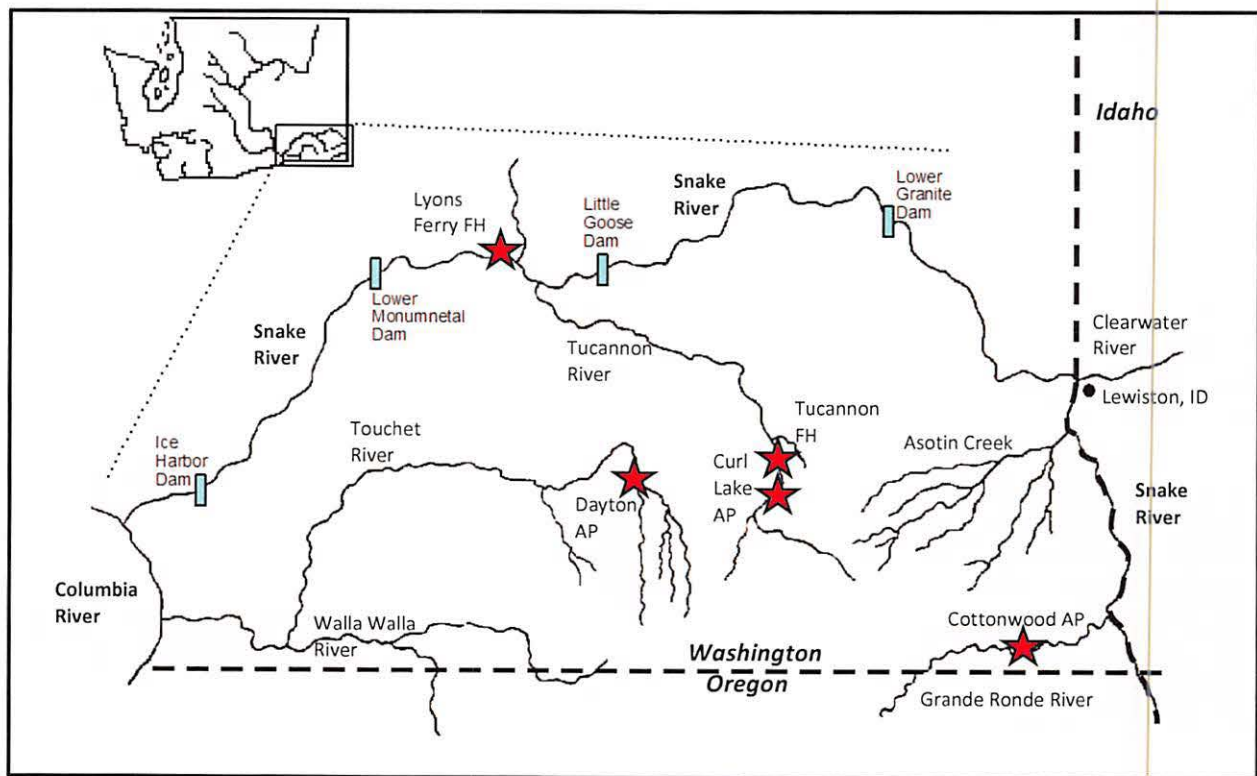 Idaho
Lower
Granite
Dam
Snake
River
Little
Goose
Dam
Lyons
Ferry FH
Lower
Monumnetal
Dam
Snake
River
Tucannon
River
Clearwater
River
Lewiston, ID
Tucannon
FH
Curl
Lake
AP
Asotin Creek
Touchet
River
Ice
Harbor
Dam
Dayton
AP
Snake
River
Columbia
River
Walla Walla
River
Cottonwood AP
Washington
Oregon
Grande Ronde River